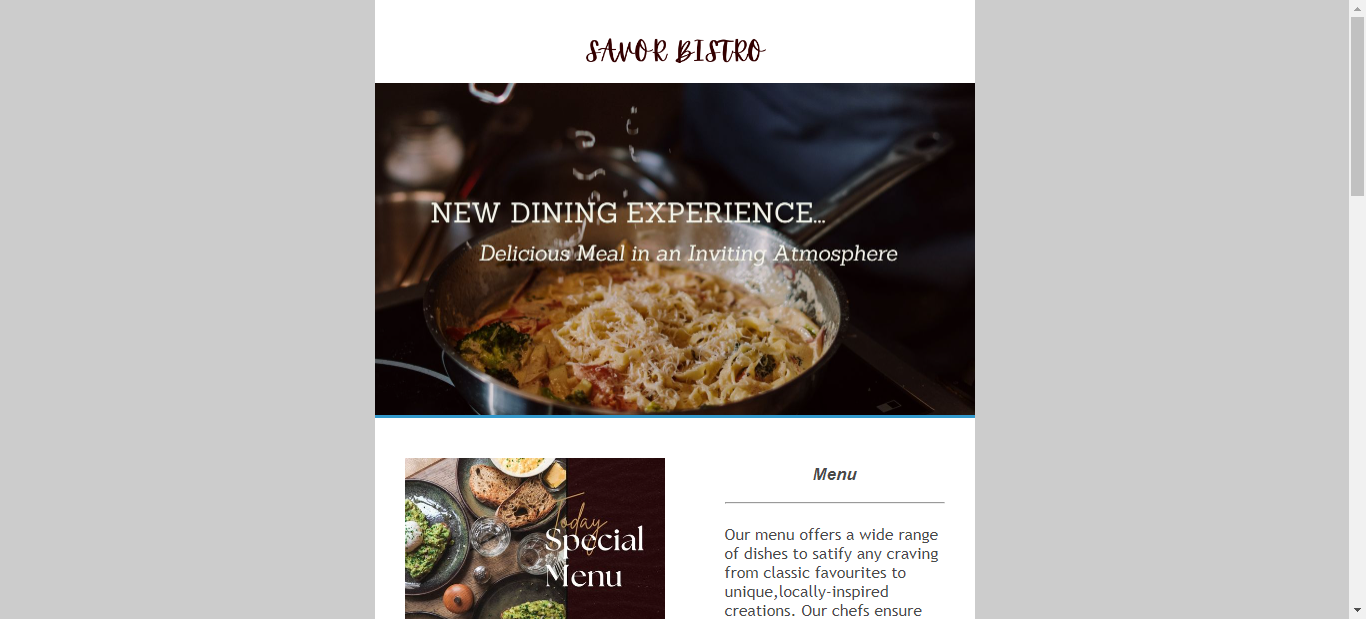 SAVOR BISTRO
NEW DINING EXPERIENCE...
Delicious Meal in an Inviting Atmosphere
Today
Special
Menu
Menu
Our menu offers a wide range
of dishes to satify any craving
from classic favourites to
unique,locally-inspired
creations. Our chefs ensure